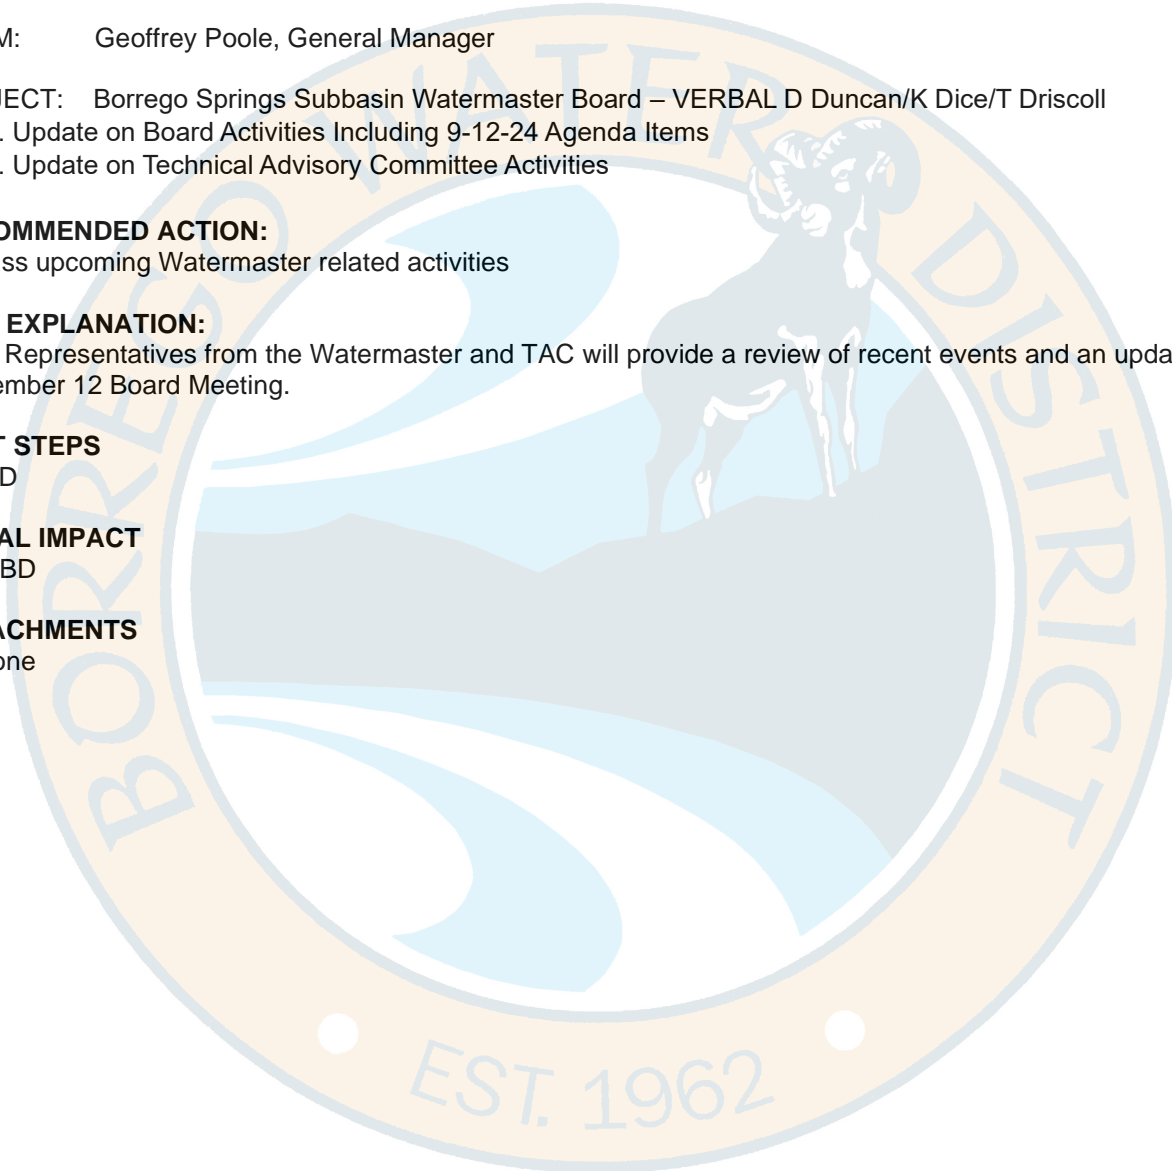 M: Geoffrey Poole, General Manager
JECT: Borrego Springs Subbasin Watermaster Board – VERBAL D Duncan/K Dice/T Driscoll
. Update on Board Activities Including 9-12-24 Agenda Items
. Update on Technical Advisory Committee Activities
OMMENDED ACTION:
ss upcoming Watermaster related activities
EXPLANATION:
Representatives from the Watermaster and TAC will provide a review of recent events and an upda
ember 12 Board Meeting.
T STEPS
D
AL IMPACT
BD
ACHMENTS
one
BORREGO WATER DISTRICT
EST. 1962